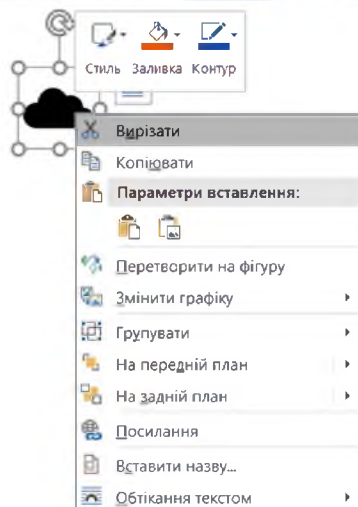 Стиль Заливка Контур
Вирізати
Копіювати
Параметри вставлення:
Перетворити на фігуру
Змінити графіку
Групувати
На передній план
На задній план
Посилання
Вставити назву...
Обтікання текстом